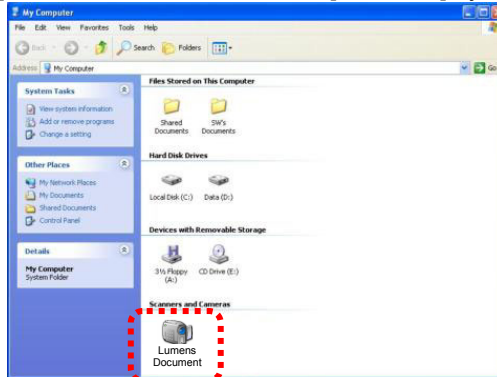 My Computer
File Edit View Favorites Tools Help
Back Search Folders
Address My Computer Go
System Tasks
View system information
Add or remove programs
Change a setting
Other Places
My Network Places
My Documents
Shared Documents
Control Panel
Details
My Computer
System Folder
Files Stored on This Computer
Shared Documents
SW's Documents
Hard Disk Drives
Local Disk (C:) Data (D:)
Devices with Removable Storage
3½ Floppy (A:)
CD Drive (E:)
Scanners and Cameras
Lumens
Document